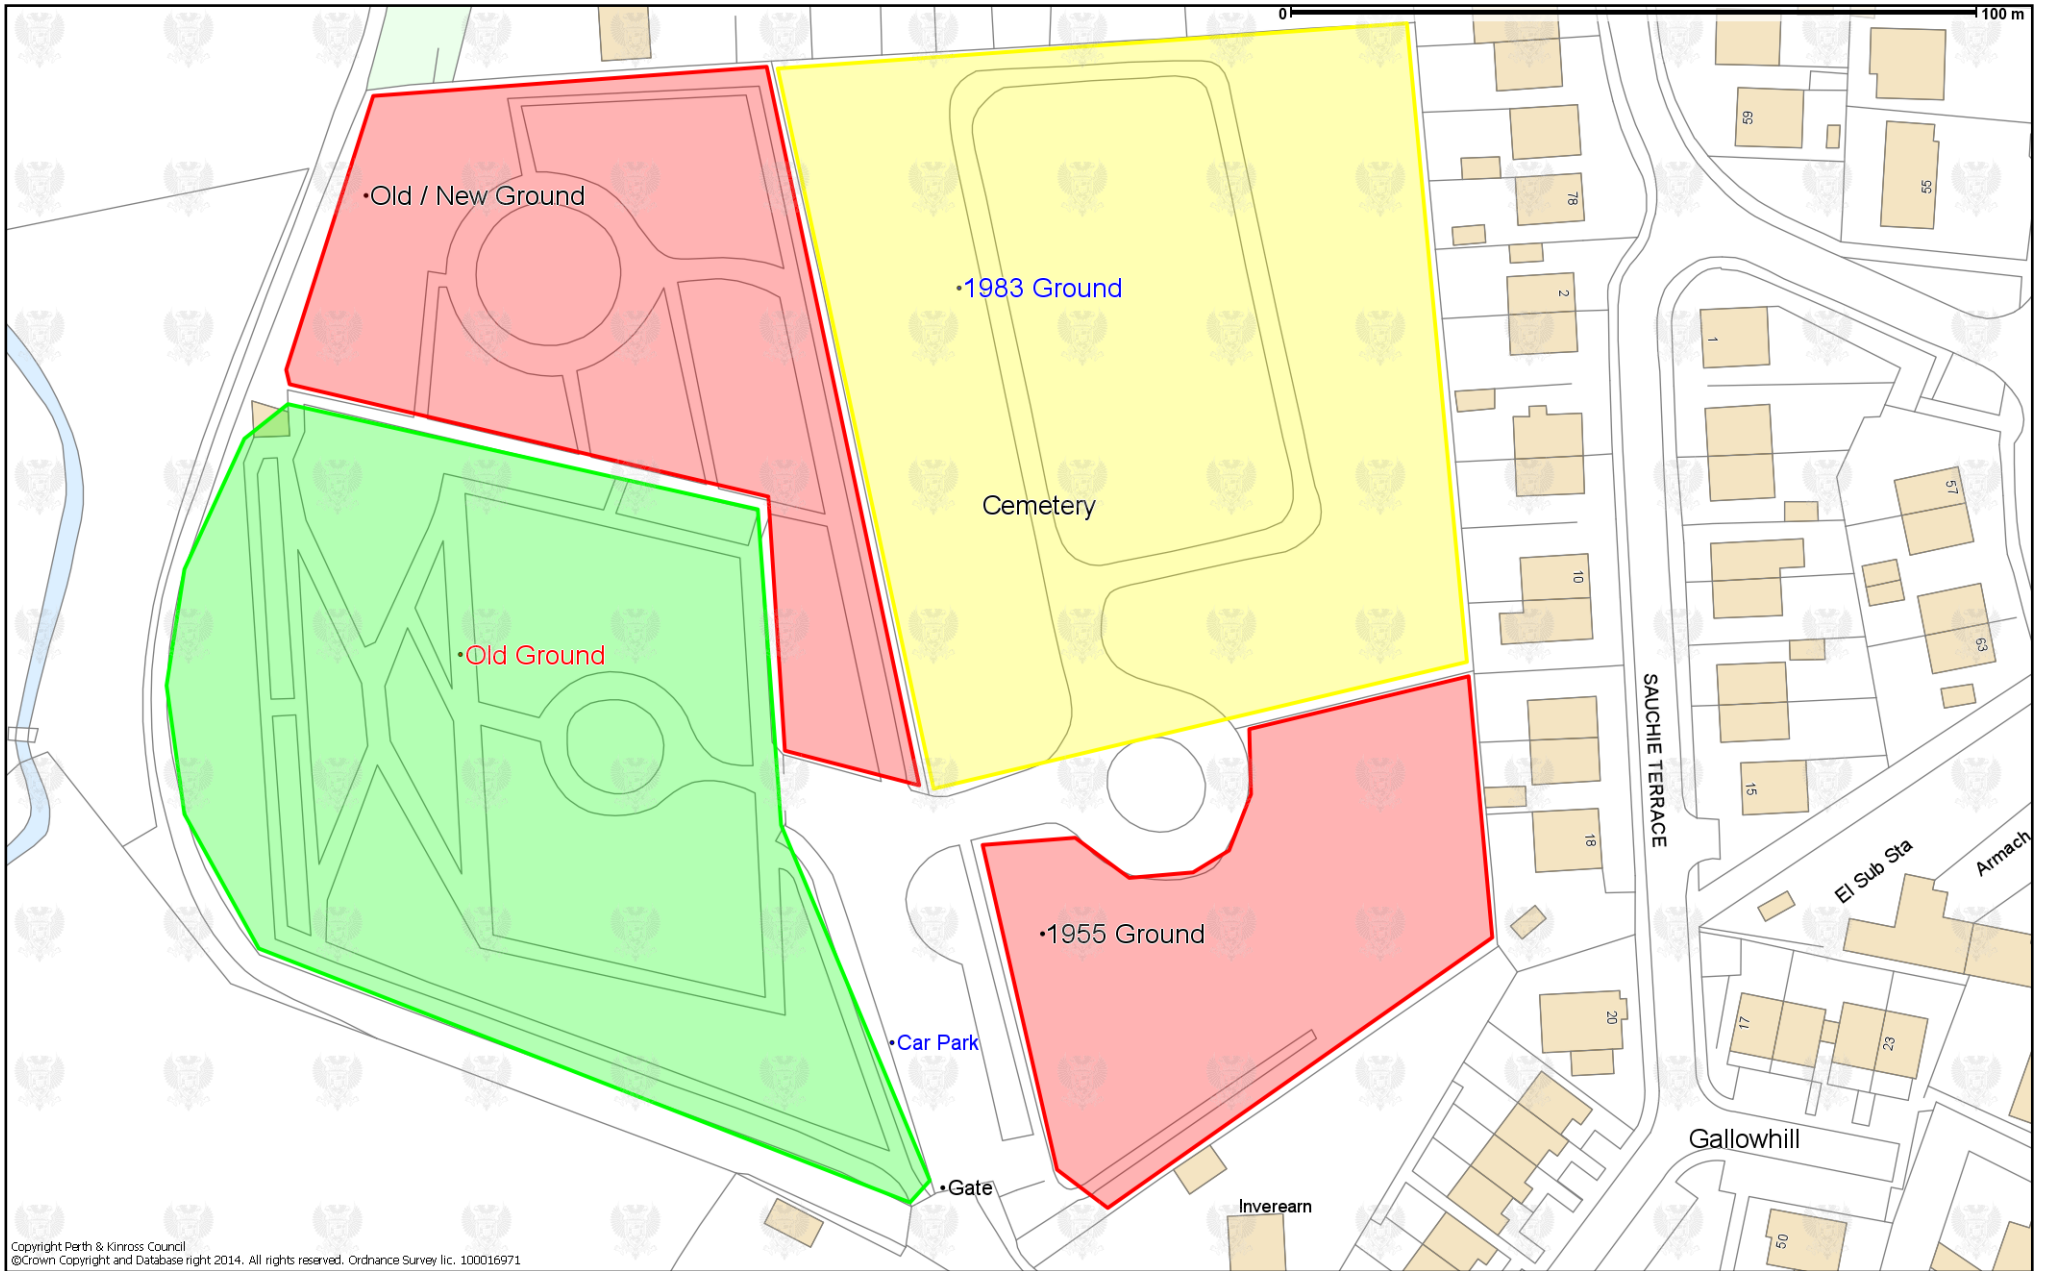 0 100 m
59
55
Old / New Ground
78
1983 Ground
2
1
Cemetery
57
10
63
Old Ground
SAUCHIE TERRACE
15
18
Armach
El Sub Sta
1955 Ground
20
17
23
Car Park
Gallowhill
Gate
Inverearn
50
Copyright Perth & Kinross Council
©Crown Copyright and Database right 2014. All rights reserved. Ordnance Survey lic. 100016971